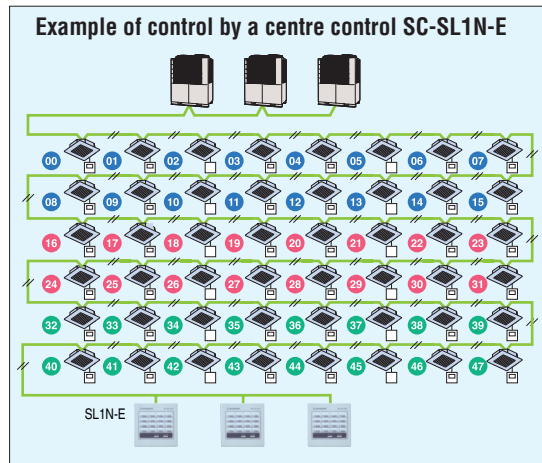 Example of control by a centre control SC-SL1N-E
00 01 02 03 04 05 06 07
08 09 10 11 12 13 14 15
16 17 18 19 20 21 22 23
24 25 26 27 28 29 30 31
32 33 34 35 36 37 38 39
40 41 42 43 44 45 46 47
SL1N-E